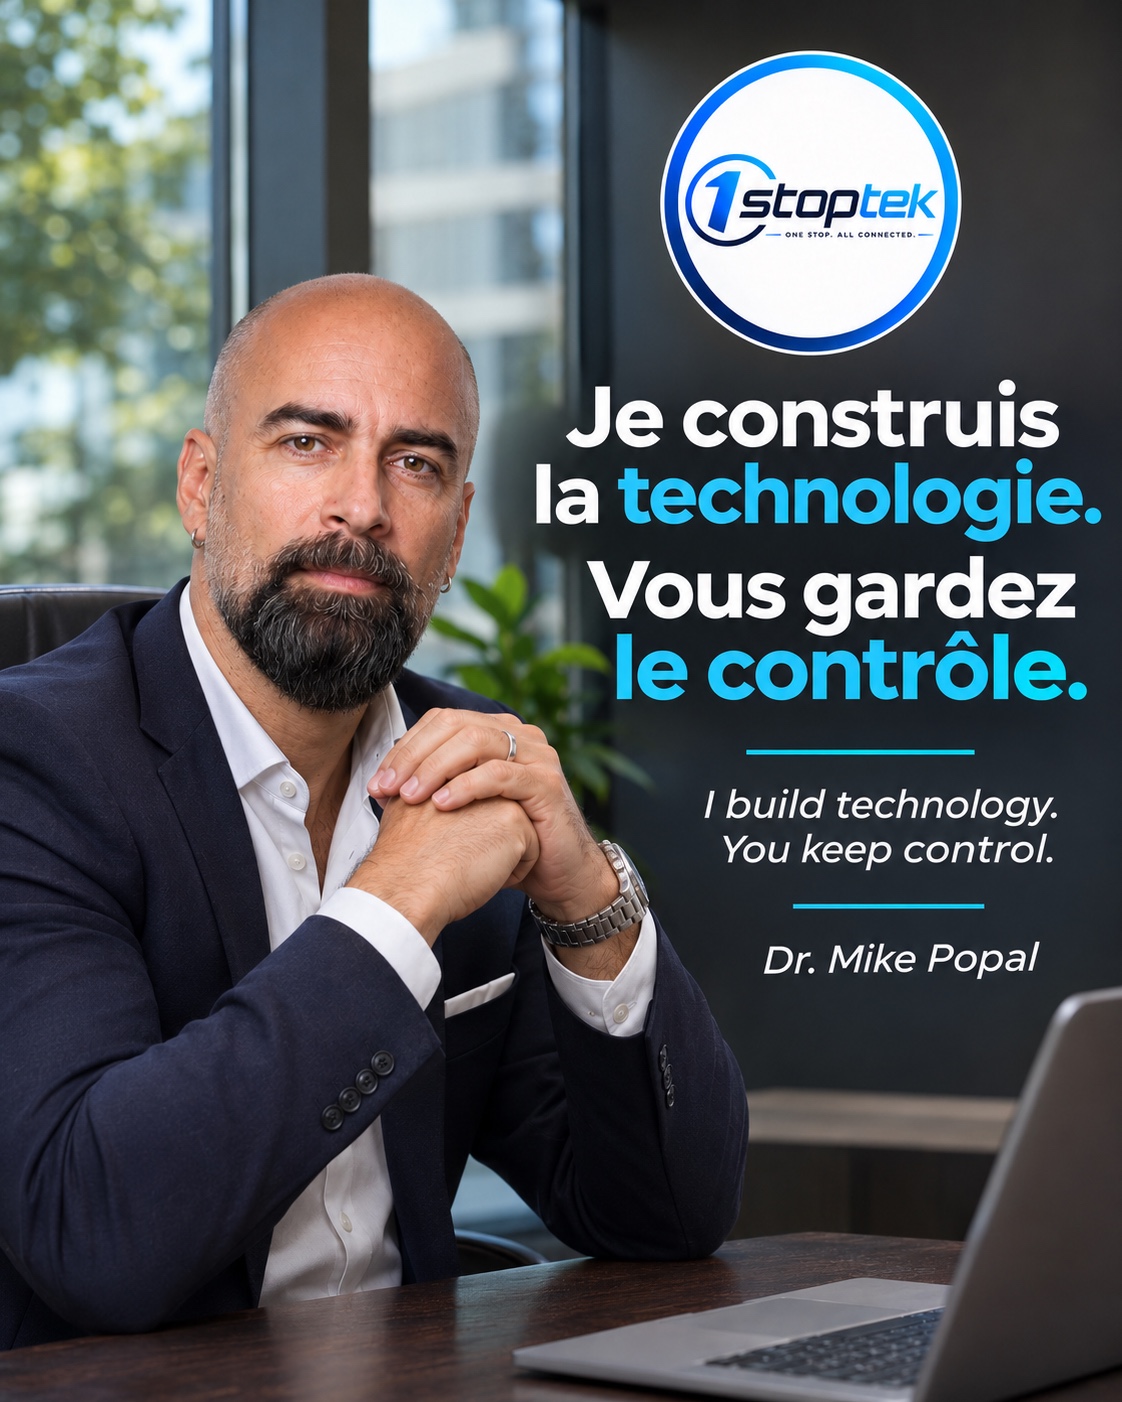 1stoptek
ONE STOP. ALL CONNECTED.
Je construis
la technologie.
Vous gardez
le contrôle.
I build technology.
You keep control.
Dr. Mike Popal